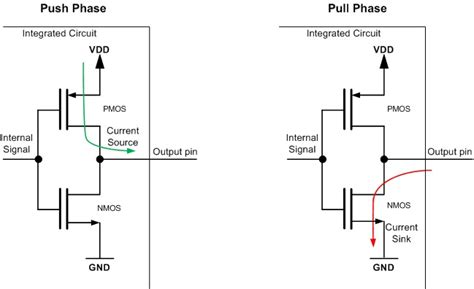 Push Phase
Integrated Circuit
VDD
PMOS
Internal
Signal
Current
Source
Output pin
NMOS
GND
Pull Phase
Integrated Circuit
VDD
PMOS
Internal
Signal
Output pin
NMOS
Current
Sink
GND